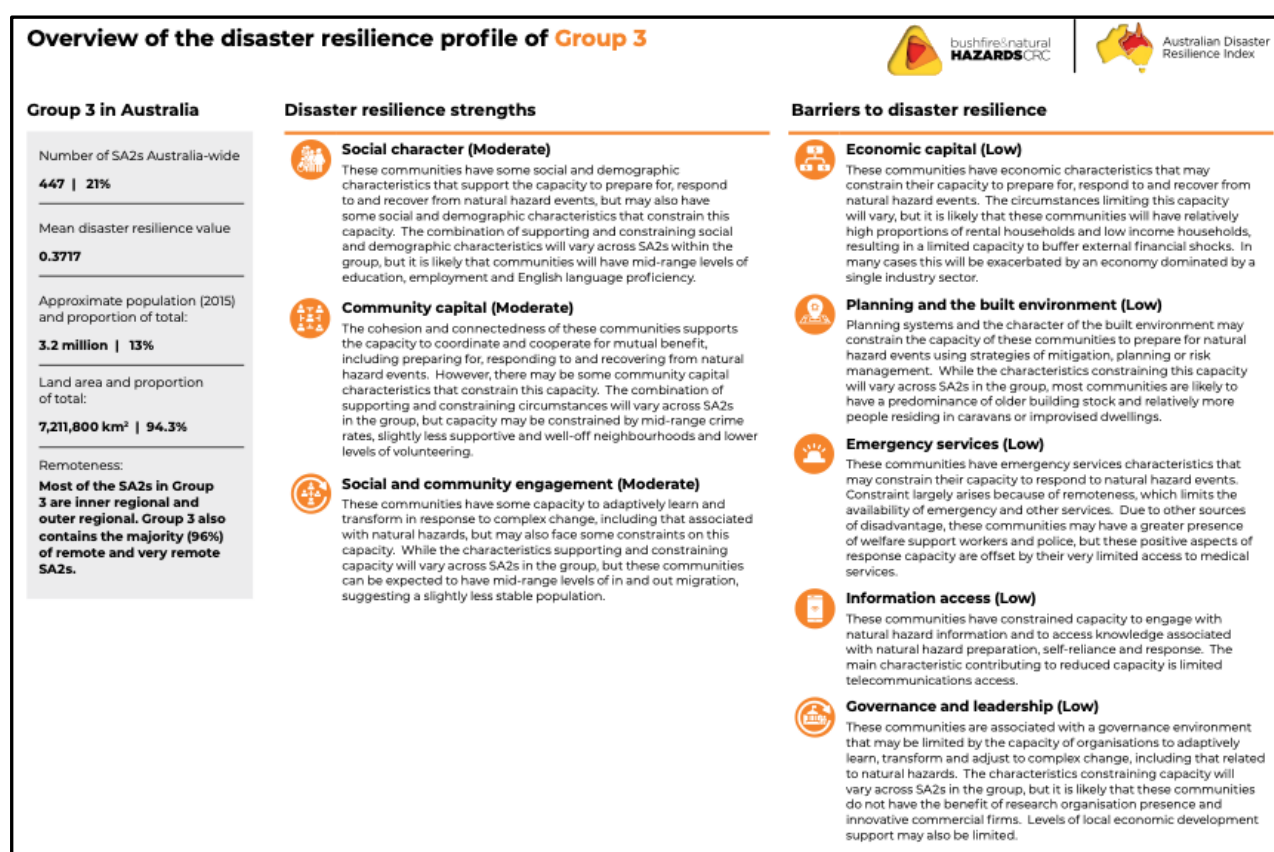 Overview of the disaster resilience profile of Group 3
bushfire&natural
HAZARDSCRC
Australian Disaster
Resilience Index
Group 3 in Australia
Number of SA2s Australia-wide
447 | 21%
Mean disaster resilience value
0.3717
Approximate population (2015)
and proportion of total:
3.2 million | 13%
Land area and proportion
of total:
7,211,800 km² | 94.3%
Remoteness:
Most of the SA2s in Group
3 are inner regional and
outer regional. Group 3 also
contains the majority (96%)
of remote and very remote
SA2s.
Disaster resilience strengths
Social character (Moderate)
These communities have some social and demographic
characteristics that support the capacity to prepare for, respond
to and recover from natural hazard events, but may also have
some social and demographic characteristics that constrain this
capacity. The combination of supporting and constraining social
and demographic characteristics will vary across SA2s within the
group, but it is likely that communities will have mid-range levels of
education, employment and English language proficiency.
Community capital (Moderate)
The cohesion and connectedness of these communities supports
the capacity to coordinate and cooperate for mutual benefit,
including preparing for, responding to and recovering from natural
hazard events. However, there may be some community capital
characteristics that constrain this capacity. The combination of
supporting and constraining circumstances will vary across SA2s
in the group, but capacity may be constrained by mid-range crime
rates, slightly less supportive and well-off neighbourhoods and lower
levels of volunteering.
Social and community engagement (Moderate)
These communities have some capacity to adaptively learn and
transform in response to complex change, including that associated
with natural hazards, but may also face some constraints on this
capacity. While the characteristics supporting and constraining
capacity will vary across SA2s in the group, but these communities
can be expected to have mid-range levels of in and out migration,
suggesting a slightly less stable population.
Barriers to disaster resilience
Economic capital (Low)
These communities have economic characteristics that may
constrain their capacity to prepare for, respond to and recover from
natural hazard events. The circumstances limiting this capacity
will vary, but it is likely that these communities will have relatively
high proportions of rental households and low income households,
resulting in a limited capacity to buffer external financial shocks. In
many cases this will be exacerbated by an economy dominated by a
single industry sector.
Planning and the built environment (Low)
Planning systems and the character of the built environment may
constrain the capacity of these communities to prepare for natural
hazard events using strategies of mitigation, planning or risk
management. While the characteristics constraining this capacity
will vary across SA2s in the group, most communities are likely to
have a predominance of older building stock and relatively more
people residing in caravans or improvised dwellings.
Emergency services (Low)
These communities have emergency services characteristics that
may constrain their capacity to respond to natural hazard events.
Constraint largely arises because of remoteness, which limits the
availability of emergency and other services. Due to other sources
of disadvantage, these communities may have a greater presence
of welfare support workers and police, but these positive aspects of
response capacity are offset by their very limited access to medical
services.
Information access (Low)
These communities have constrained capacity to engage with
natural hazard information and to access knowledge associated
with natural hazard preparation, self-reliance and response. The
main characteristic contributing to reduced capacity is limited
telecommunications access.
Governance and leadership (Low)
These communities are associated with a governance environment
that may be limited by the capacity of organisations to adaptively
learn, transform and adjust to complex change, including that related
to natural hazards. The characteristics constraining capacity will
vary across SA2s in the group, but it is likely that these communities
do not have the benefit of research organisation presence and
innovative commercial firms. Levels of local economic development
support may also be limited.